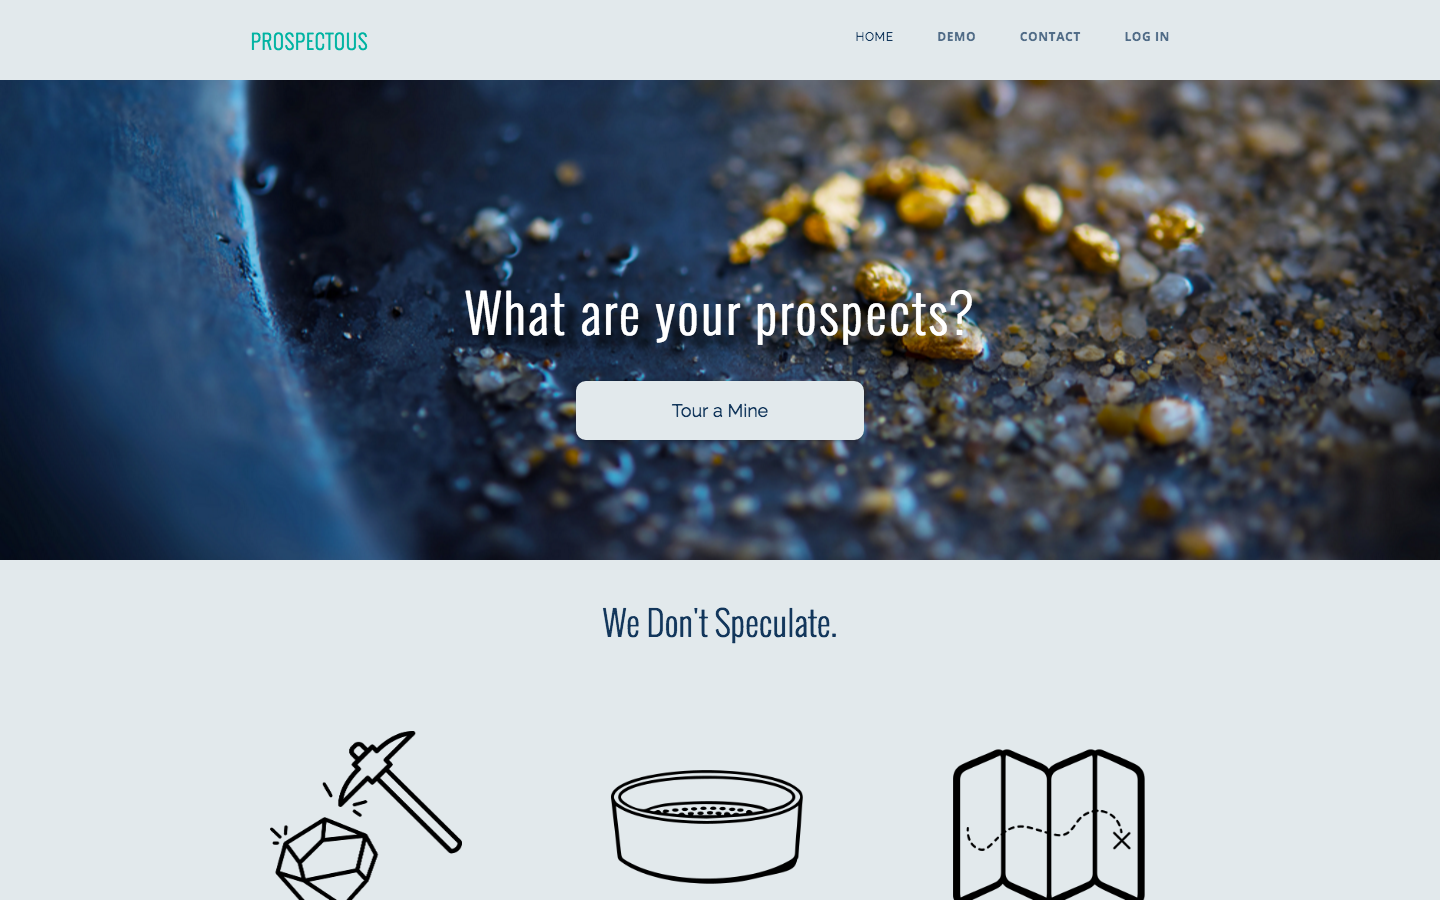 PROSPECTOUS
HOME DEMO CONTACT LOG IN
What are your prospects?
Tour a Mine
We Don't Speculate.